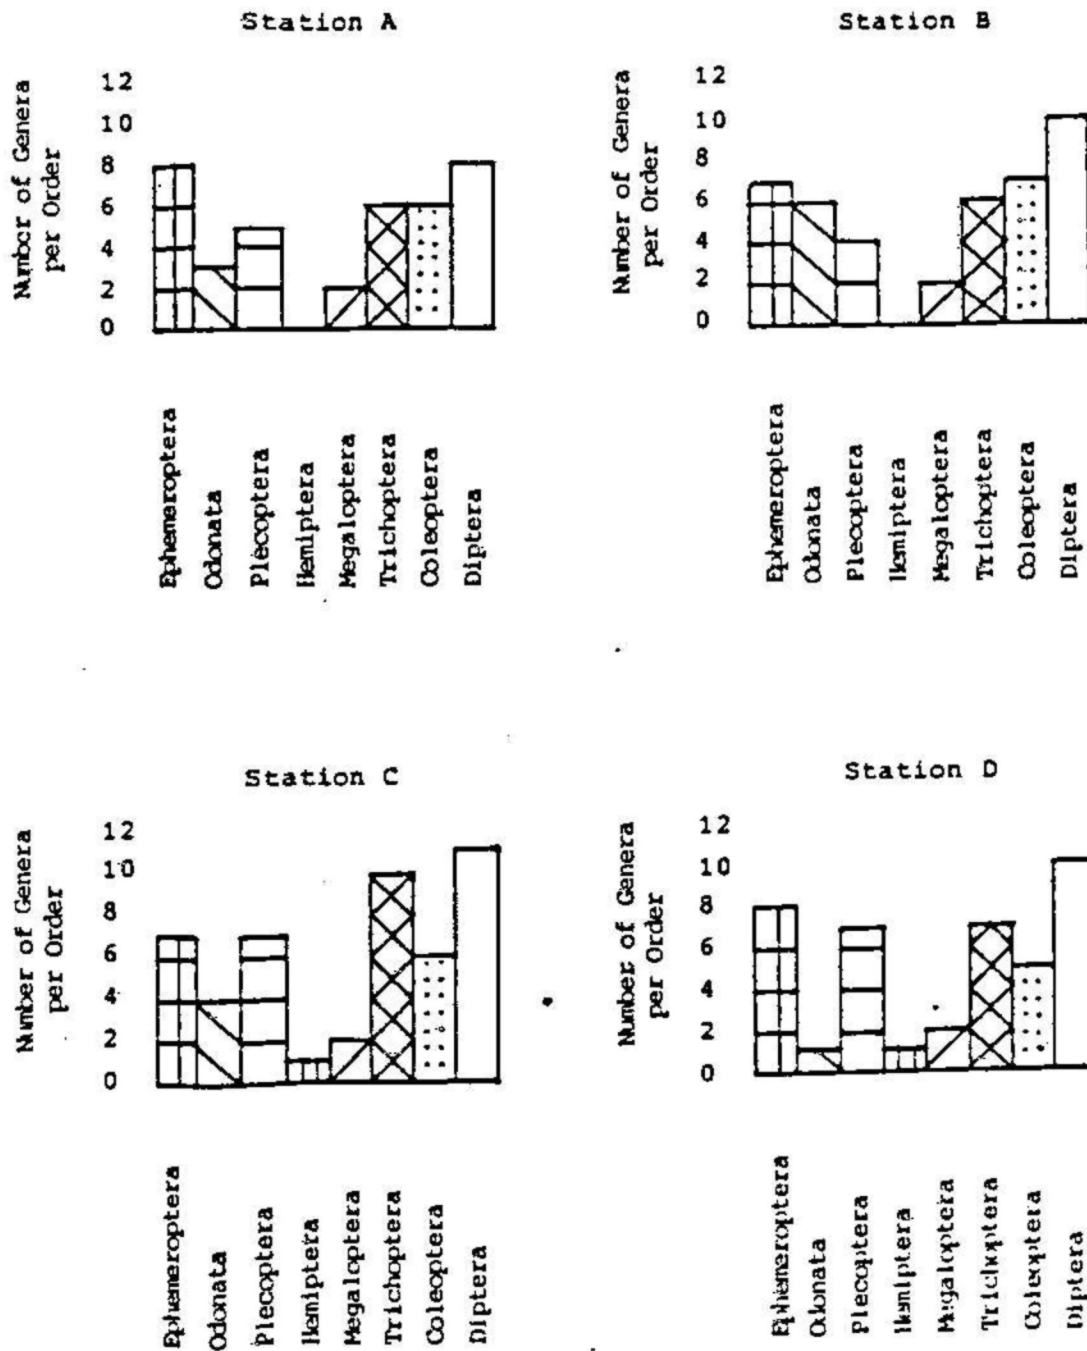 Station A
Number of Genera
per Order
12
10
8
6
4
2
0
Ephemeroptera
Odonata
Plecoptera
Hemiptera
Megaloptera
Trichoptera
Coleoptera
Diptera
Station B
Number of Genera
per Order
12
10
8
6
4
2
0
Ephemeroptera
Odonata
Plecoptera
Hemiptera
Megaloptera
Trichoptera
Coleoptera
Diptera
Station C
Number of Genera
per Order
12
10
8
6
4
2
0
Ephemeroptera
Odonata
Plecoptera
Hemiptera
Megaloptera
Trichoptera
Coleoptera
Diptera
Station D
Number of Genera
per Order
12
10
8
6
4
2
0
Ephemeroptera
Odonata
Plecoptera
Hemiptera
Megaloptera
Trichoptera
Coleoptera
Diptera